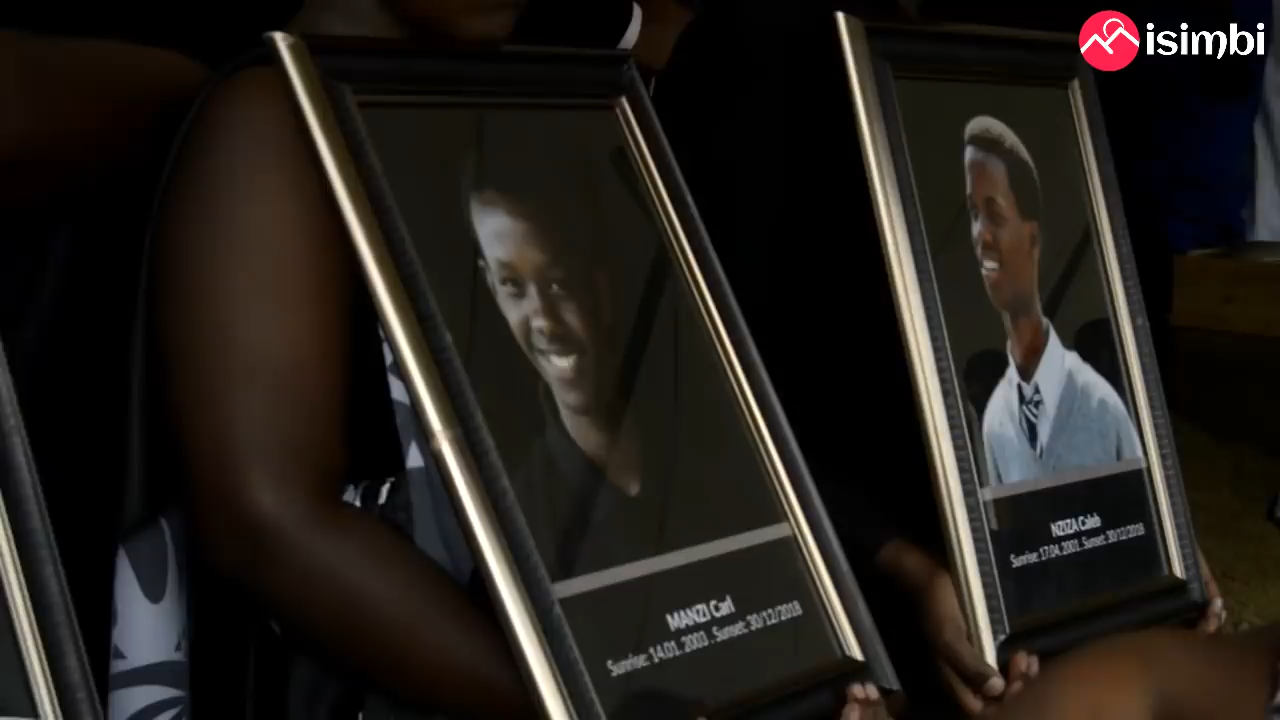 isimbi
MANZI Carl
Sunrise: 14.01. 2003 . Sunset: 30/12/2018
NZIZA Caleb
Sunrise: 17.04. 2001. Sunset: 30/12/2018